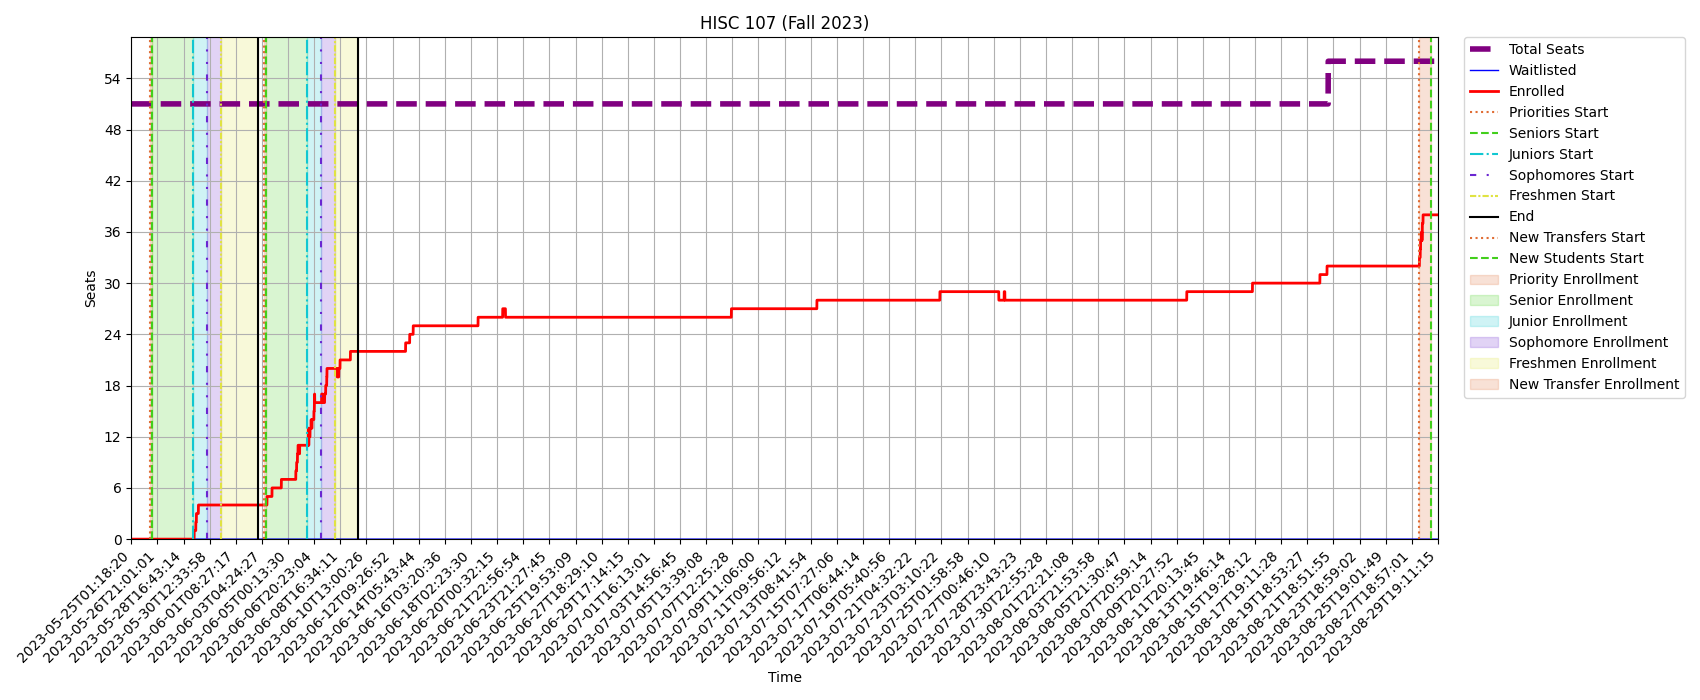 HISC 107 (Fall 2023)
Seats
54
48
42
36
30
24
18
12
6
0
2023-05-25T01:18:20
2023-05-26T21:01:01
2023-05-28T16:43:14
2023-05-30T12:33:58
2023-06-01T08:27:17
2023-06-03T04:24:27
2023-06-05T00:13:30
2023-06-06T20:23:04
2023-06-08T16:34:11
2023-06-10T13:00:26
2023-06-12T09:26:52
2023-06-14T05:43:44
2023-06-16T03:20:36
2023-06-18T02:23:30
2023-06-20T00:32:15
2023-06-21T22:56:54
2023-06-23T21:27:45
2023-06-25T19:53:09
2023-06-27T18:29:10
2023-06-29T17:14:15
2023-07-01T16:13:01
2023-07-03T14:56:45
2023-07-05T13:39:08
2023-07-07T12:25:28
2023-07-09T11:06:00
2023-07-11T09:56:12
2023-07-13T08:41:54
2023-07-15T07:27:06
2023-07-17T06:44:14
2023-07-19T05:40:56
2023-07-21T04:32:22
2023-07-23T03:10:22
2023-07-25T01:58:58
2023-07-27T00:46:10
2023-07-28T23:43:23
2023-07-30T22:55:28
2023-08-01T22:21:08
2023-08-03T21:53:58
2023-08-05T21:30:47
2023-08-07T20:59:14
2023-08-09T20:27:52
2023-08-11T20:13:45
2023-08-13T19:46:14
2023-08-15T19:28:12
2023-08-17T19:11:28
2023-08-19T18:53:27
2023-08-21T18:51:55
2023-08-23T18:59:02
2023-08-25T19:01:49
2023-08-27T18:57:01
2023-08-29T19:11:15
Time
Total Seats
Waitlisted
Enrolled
Priorities Start
Seniors Start
Juniors Start
Sophomores Start
Freshmen Start
End
New Transfers Start
New Students Start
Priority Enrollment
Senior Enrollment
Junior Enrollment
Sophomore Enrollment
Freshmen Enrollment
New Transfer Enrollment